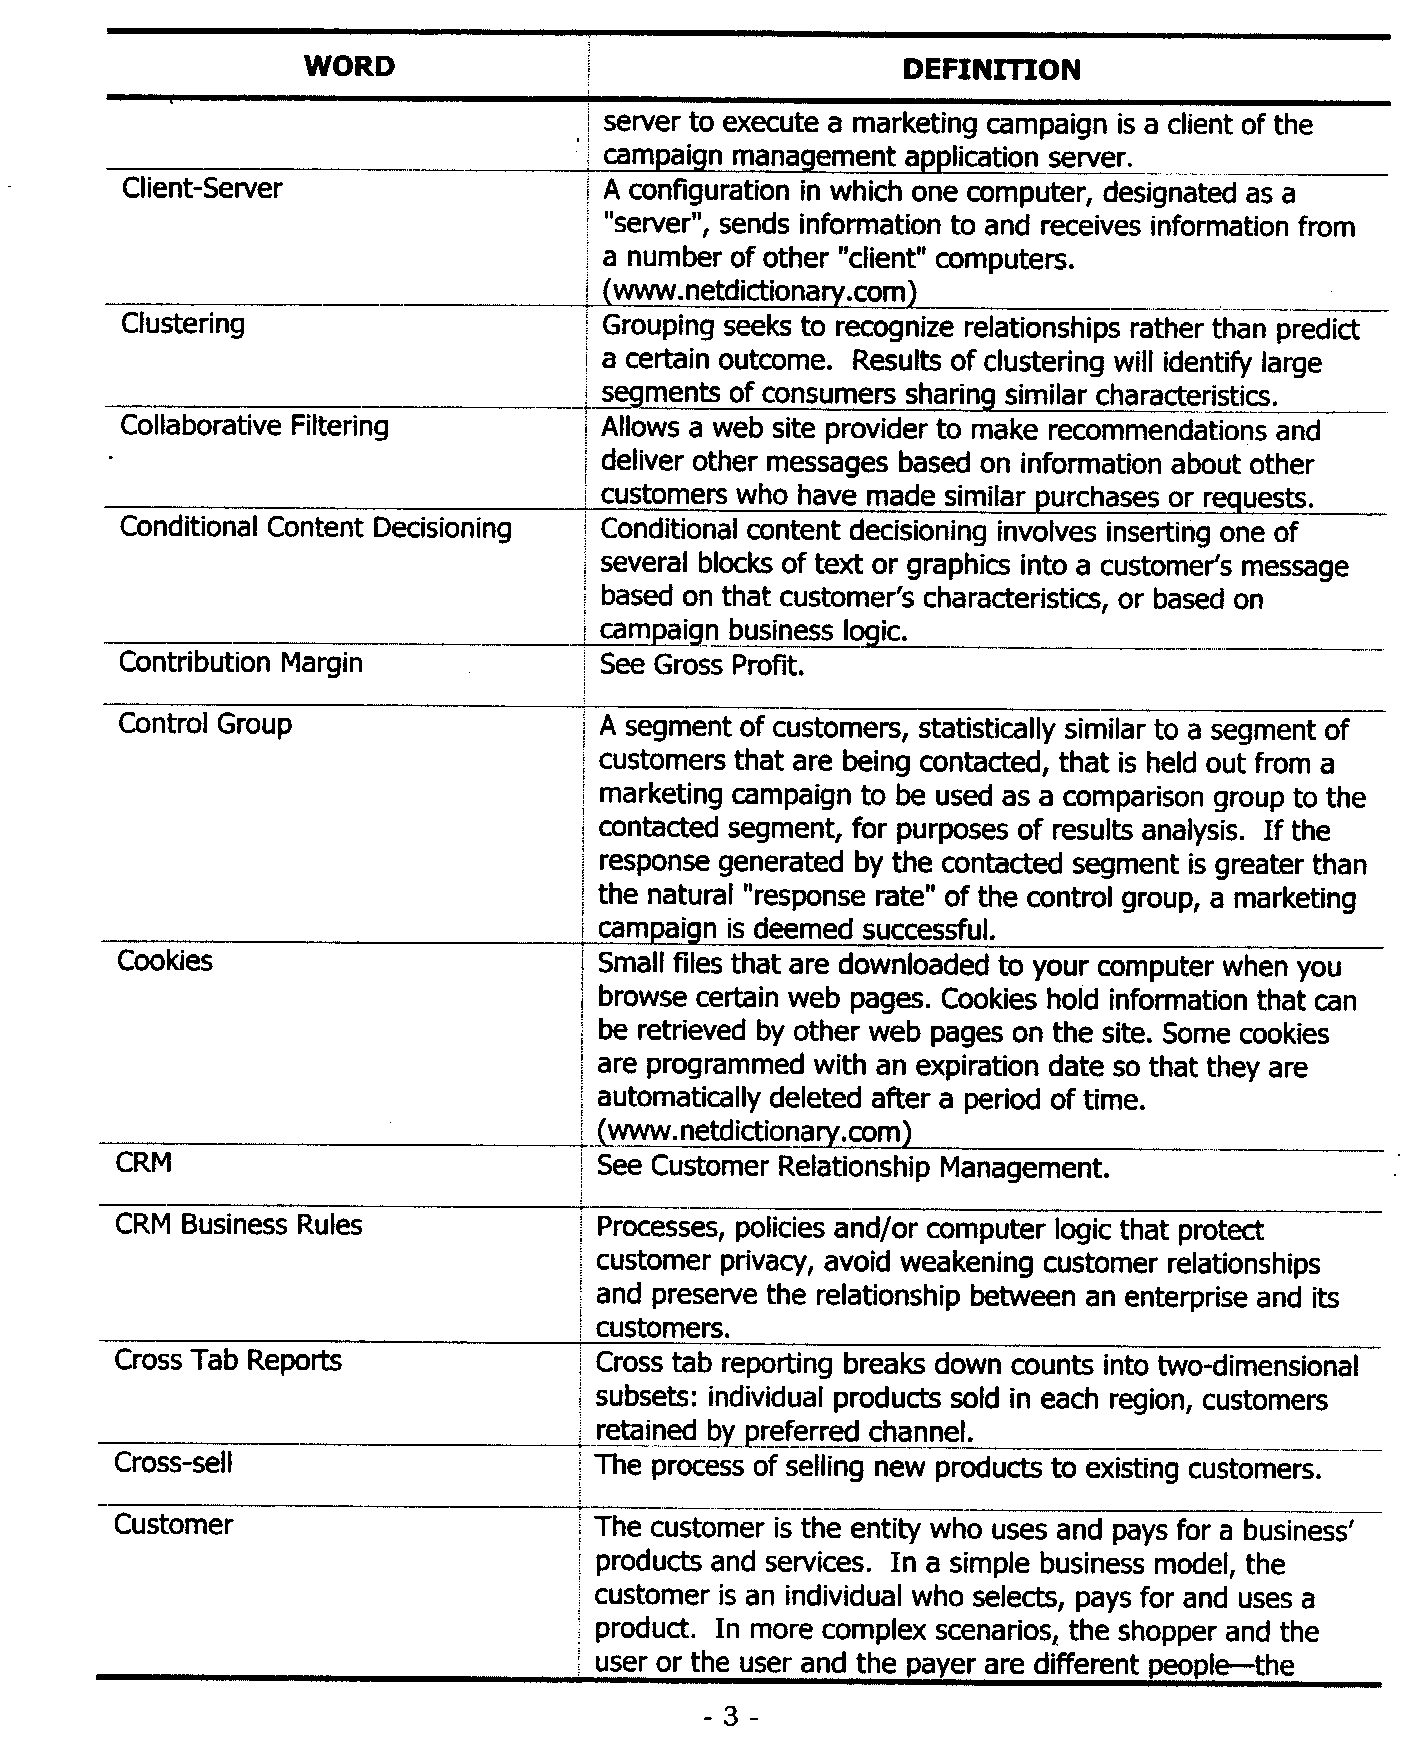 WORD DEFINITION
server to execute a marketing campaign is a client of the
campaign management application server.
Client-Server A configuration in which one computer, designated as a
"server", sends information to and receives information from
a number of other "client" computers.
(www.netdictionary.com)
Clustering Grouping seeks to recognize relationships rather than predict
a certain outcome. Results of clustering will identify large
segments of consumers sharing similar characteristics.
Collaborative Filtering Allows a web site provider to make recommendations and
deliver other messages based on information about other
customers who have made similar purchases or requests.
Conditional Content Decisioning Conditional content decisioning involves inserting one of
several blocks of text or graphics into a customer's message
based on that customer's characteristics, or based on
campaign business logic.
Contribution Margin See Gross Profit.
Control Group A segment of customers, statistically similar to a segment of
customers that are being contacted, that is held out from a
marketing campaign to be used as a comparison group to the
contacted segment, for purposes of results analysis. If the
response generated by the contacted segment is greater than
the natural "response rate" of the control group, a marketing
campaign is deemed successful.
Cookies Small files that are downloaded to your computer when you
browse certain web pages. Cookies hold information that can
be retrieved by other web pages on the site. Some cookies
are programmed with an expiration date so that they are
automatically deleted after a period of time.
(www.netdictionary.com)
CRM See Customer Relationship Management.
CRM Business Rules Processes, policies and/or computer logic that protect
customer privacy, avoid weakening customer relationships
and preserve the relationship between an enterprise and its
customers.
Cross Tab Reports Cross tab reporting breaks down counts into two-dimensional
subsets: individual products sold in each region, customers
retained by preferred channel.
Cross-sell The process of selling new products to existing customers.
Customer The customer is the entity who uses and pays for a business'
products and services. In a simple business model, the
customer is an individual who selects, pays for and uses a
product. In more complex scenarios, the shopper and the
user or the user and the payer are different people—the
- 3 -